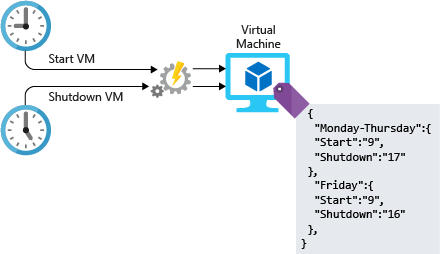 Virtual
Machine
Start VM
Shutdown VM
{
"Monday-Thursday":{
"Start":"9",
"Shutdown":"17"
},
"Friday":{
"Start":"9",
"Shutdown":"16"
},
}